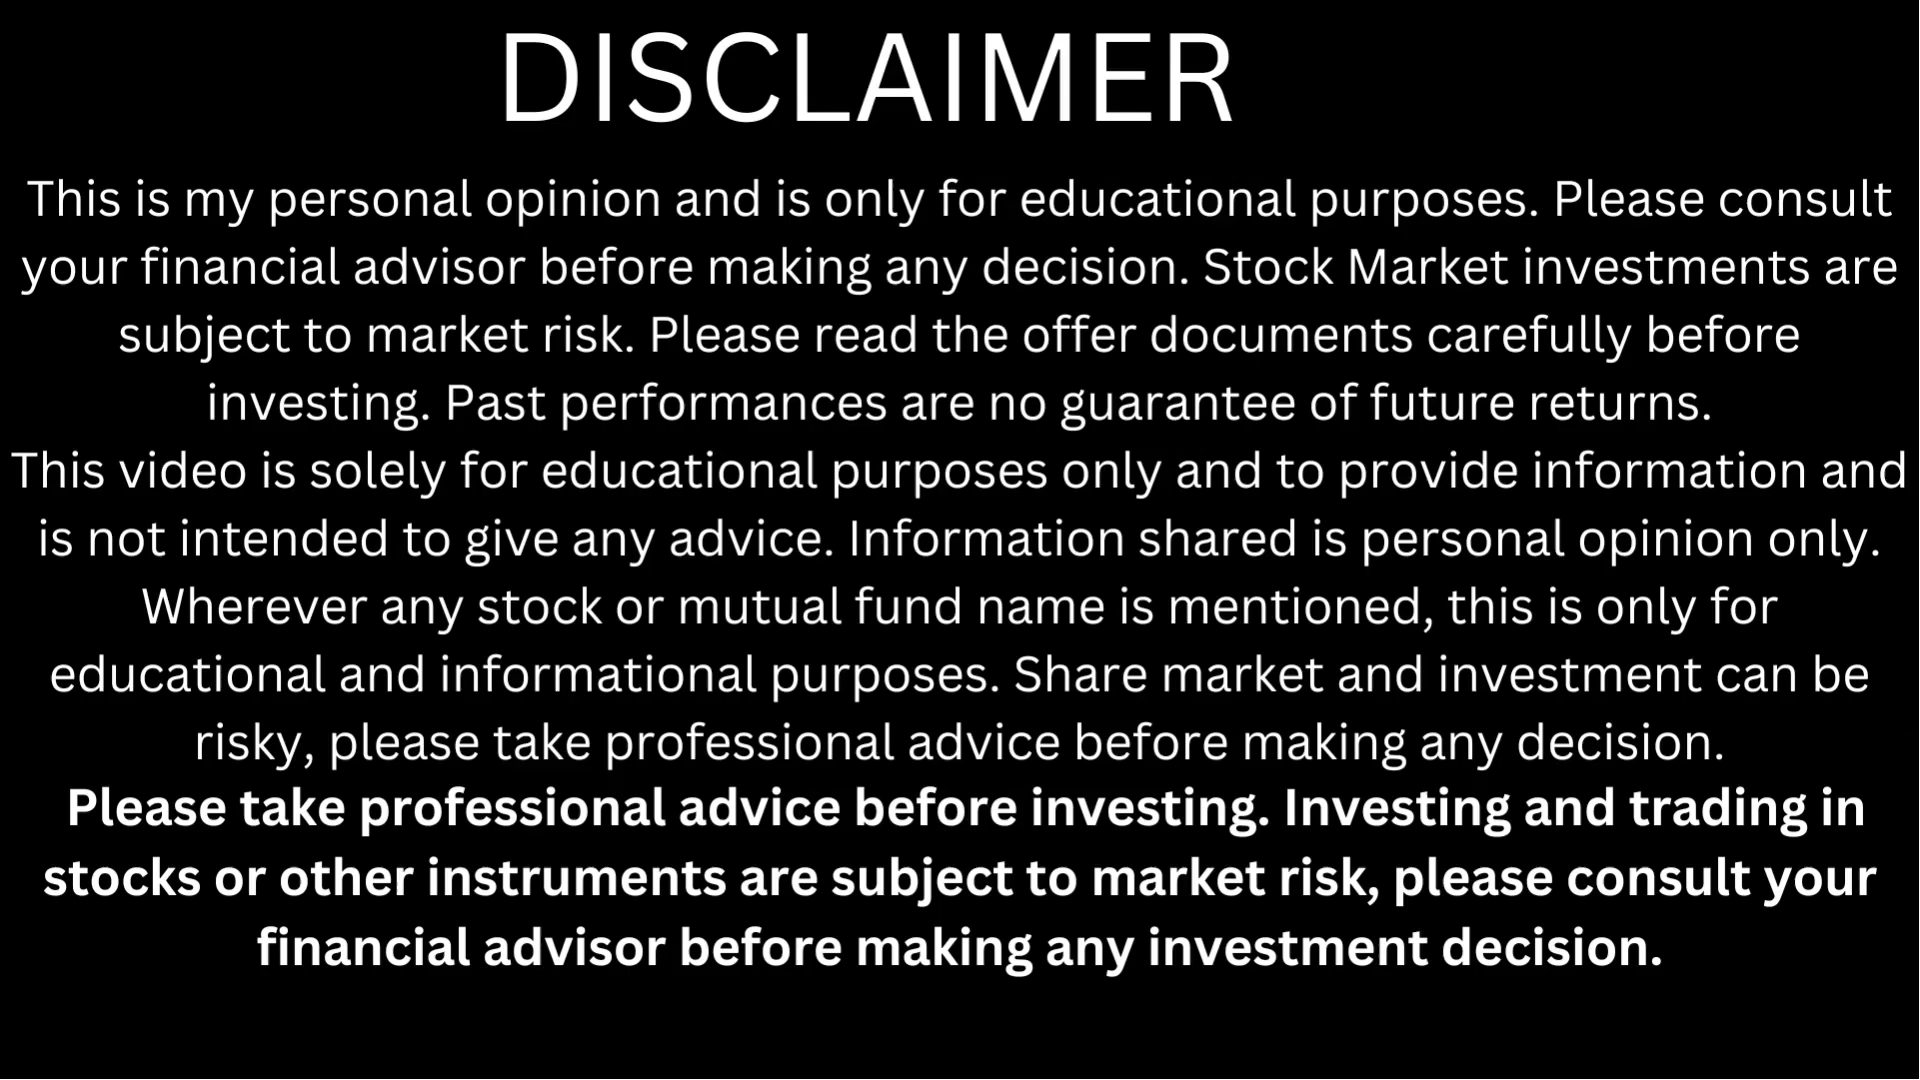 DISCLAIMER
This is my personal opinion and is only for educational purposes. Please consult
your financial advisor before making any decision. Stock Market investments are
subject to market risk. Please read the offer documents carefully before
investing. Past performances are no guarantee of future returns.
This video is solely for educational purposes only and to provide information and
is not intended to give any advice. Information shared is personal opinion only.
Wherever any stock or mutual fund name is mentioned, this is only for
educational and informational purposes. Share market and investment can be
risky, please take professional advice before making any decision.
Please take professional advice before investing. Investing and trading in
stocks or other instruments are subject to market risk, please consult your
financial advisor before making any investment decision.